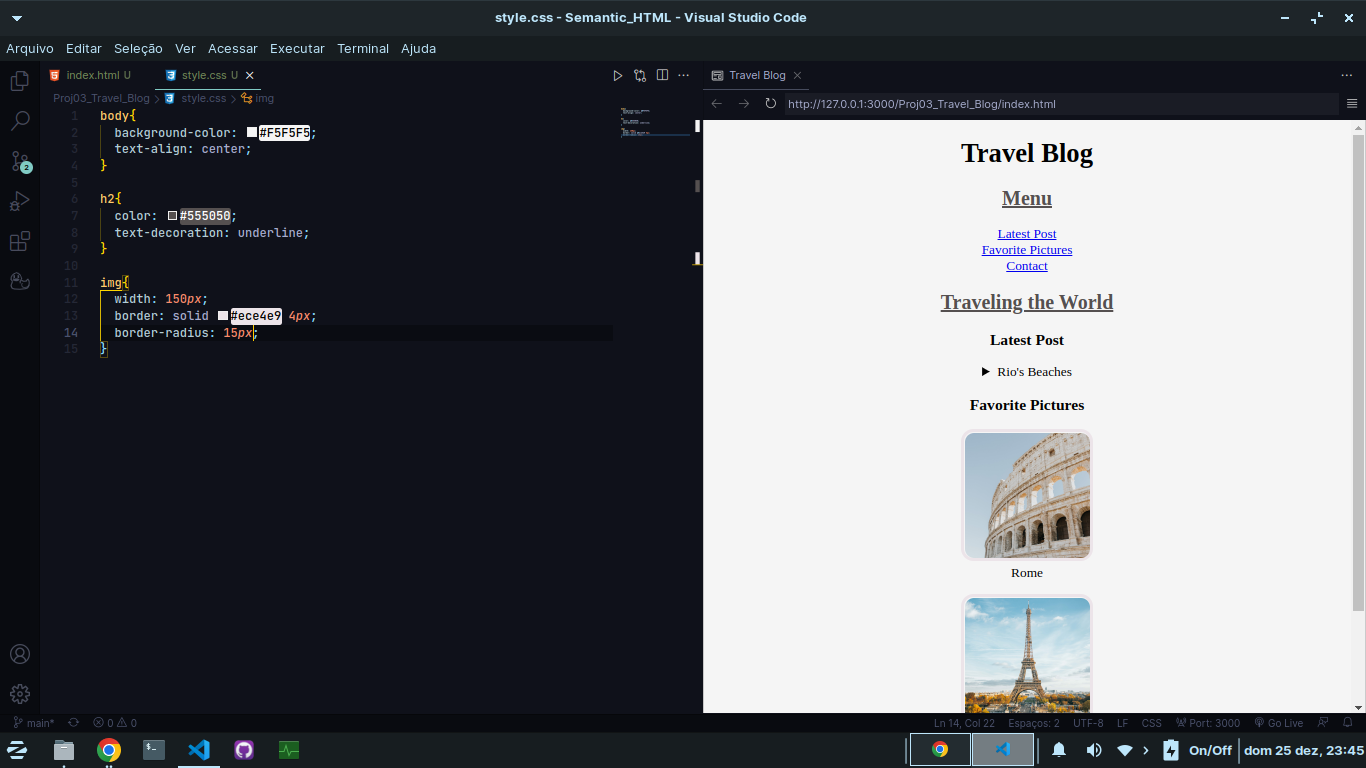 style.css - Semantic_HTML - Visual Studio Code
Arquivo Editar Seleção Ver Acessar Executar Terminal Ajuda
index.html U style.css U
Travel Blog
Proj03_Travel_Blog > style.css > img
http://127.0.0.1:3000/Proj03_Travel_Blog/index.html
1 body{
2 background-color: #F5F5F5;
3 text-align: center;
4 }
5
6 h2{
7 color: #555050;
8 text-decoration: underline;
9 }
10
11 img{
12 width: 150px;
13 border: solid #ece4e9 4px;
14 border-radius: 15px;
15 }
2
Travel Blog
Menu
Latest Post
Favorite Pictures
Contact
Traveling the World
Latest Post
Rio's Beaches
Favorite Pictures
Rome
main* 0 0 Ln 14, Col 22 Espaços: 2 UTF-8 LF CSS Port: 3000 Go Live
On/Off dom 25 dez, 23:45